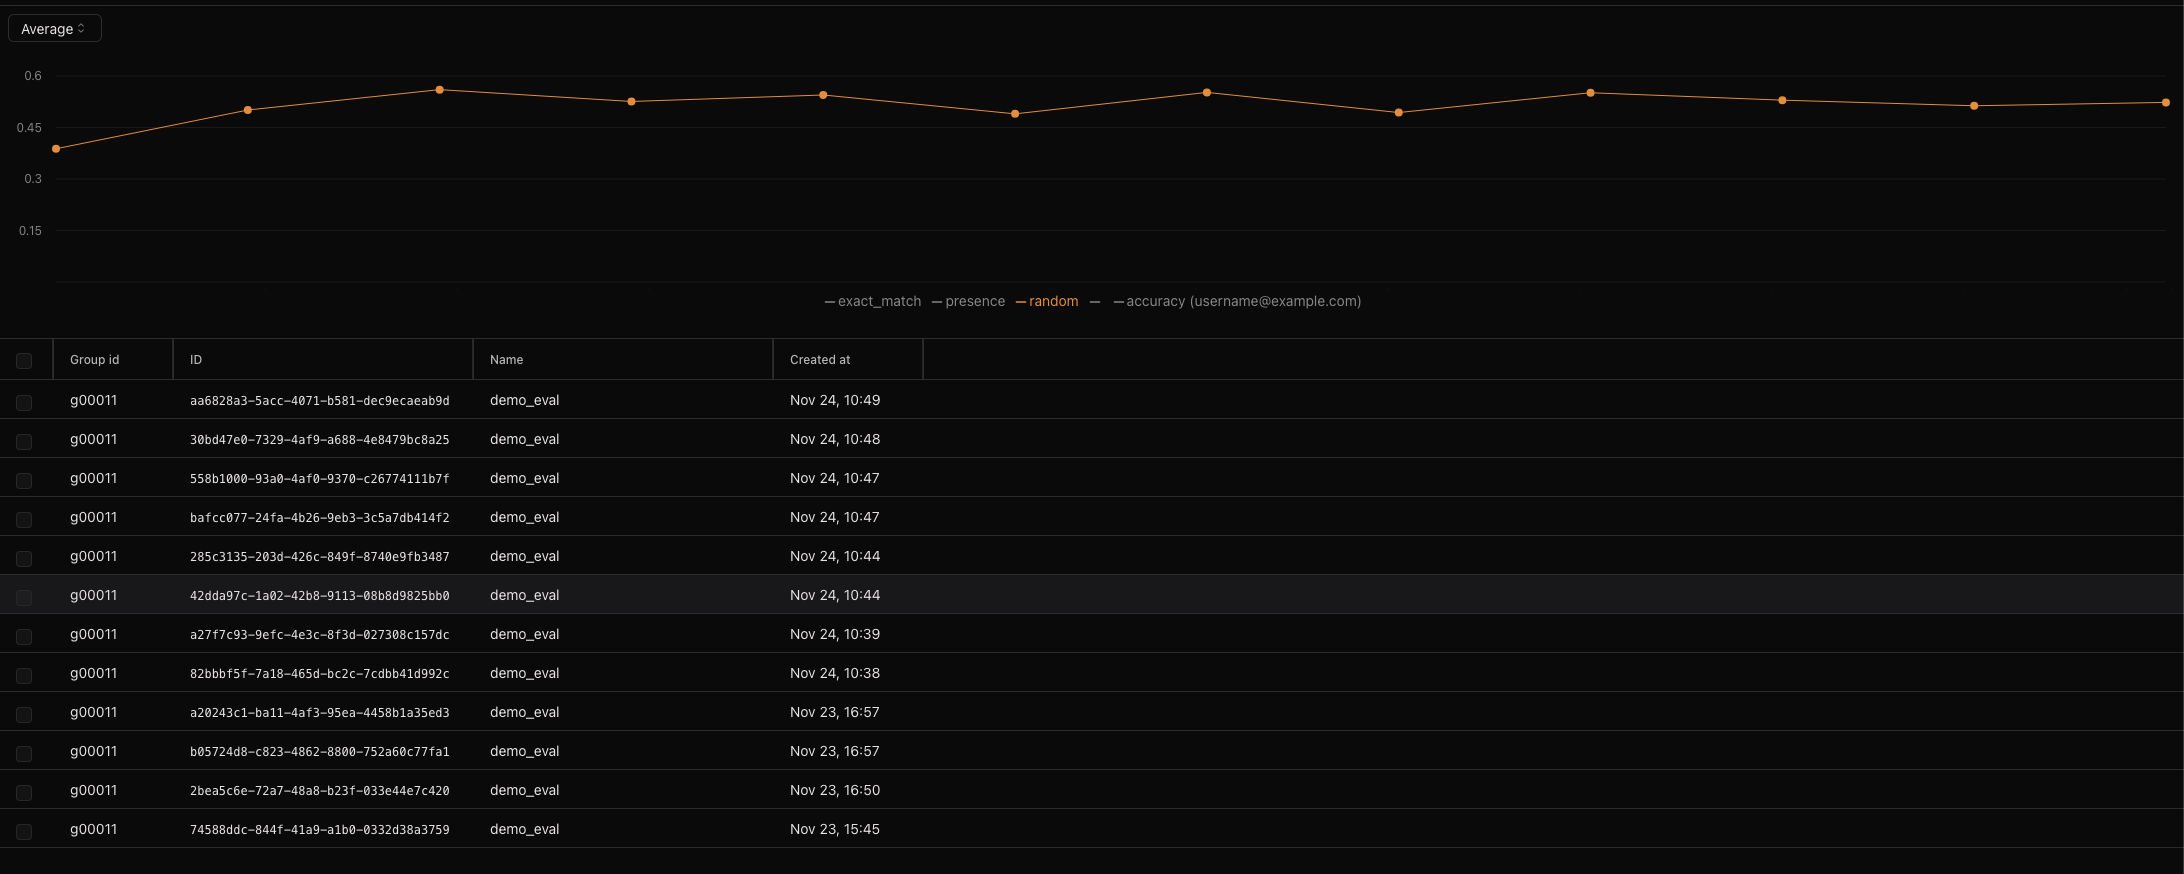 Average
0.6
0.45
0.3
0.15
exact_match presence random accuracy (username@example.com)
Group id ID Name Created at
g00011 aa6828a3-5acc-4071-b581-dec9ecaeab9d demo_eval Nov 24, 10:49
g00011 30bd47e0-7329-4af9-a688-4e8479bc8a25 demo_eval Nov 24, 10:48
g00011 558b1000-93a0-4af0-9370-c26774111b7f demo_eval Nov 24, 10:47
g00011 bafcc077-24fa-4b26-9eb3-3c5a7db414f2 demo_eval Nov 24, 10:47
g00011 285c3135-203d-426c-849f-8740e9fb3487 demo_eval Nov 24, 10:44
g00011 42dda97c-1a02-42b8-9113-08b8d9825bb0 demo_eval Nov 24, 10:44
g00011 a27f7c93-9efc-4e3c-8f3d-027308c157dc demo_eval Nov 24, 10:39
g00011 82bbbf5f-7a18-465d-bc2c-7cdbb41d992c demo_eval Nov 24, 10:38
g00011 a20243c1-ba11-4af3-95ea-4458b1a35ed3 demo_eval Nov 23, 16:57
g00011 b05724d8-c823-4862-8800-752a60c77fa1 demo_eval Nov 23, 16:57
g00011 2bea5c6e-72a7-48a8-b23f-033e44e7c420 demo_eval Nov 23, 16:50
g00011 74588ddc-844f-41a9-a1b0-0332d38a3759 demo_eval Nov 23, 15:45